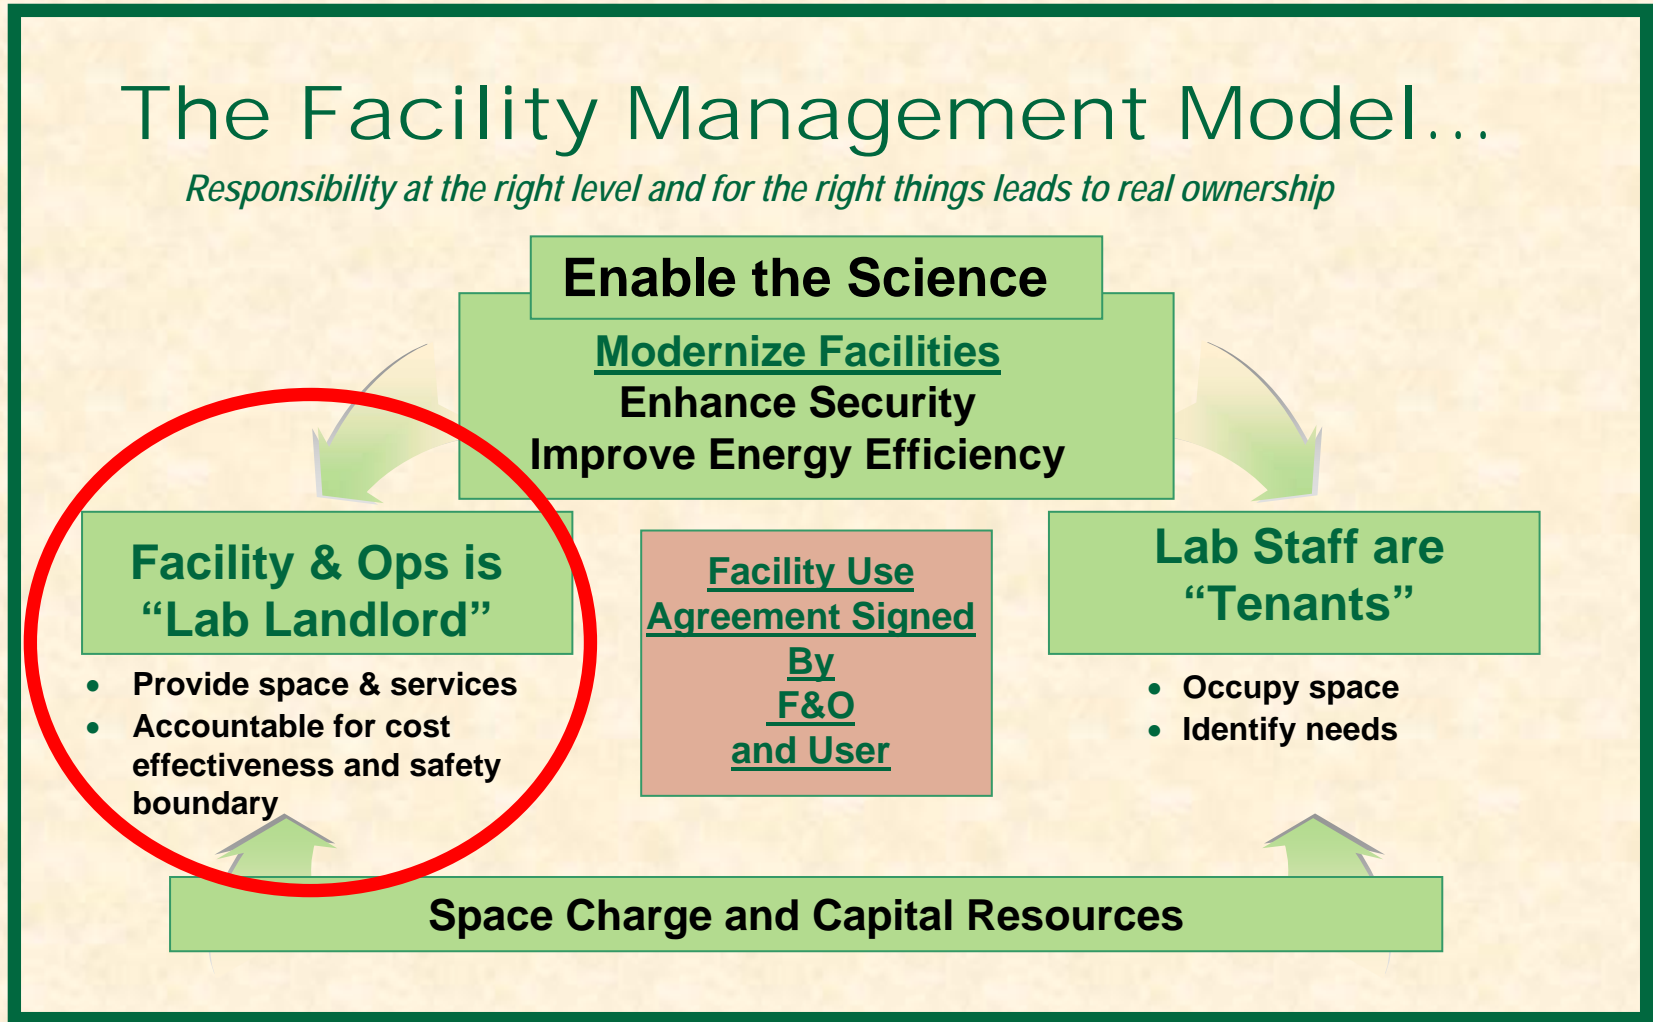 The Facility Management Model...
Responsibility at the right level and for the right things leads to real ownership
Enable the Science
Modernize Facilities
Enhance Security
Improve Energy Efficiency
Facility & Ops is
“Lab Landlord”
• Provide space & services
• Accountable for cost
effectiveness and safety
boundary
Facility Use
Agreement Signed
By
F&O
and User
Lab Staff are
“Tenants”
• Occupy space
• Identify needs
Space Charge and Capital Resources